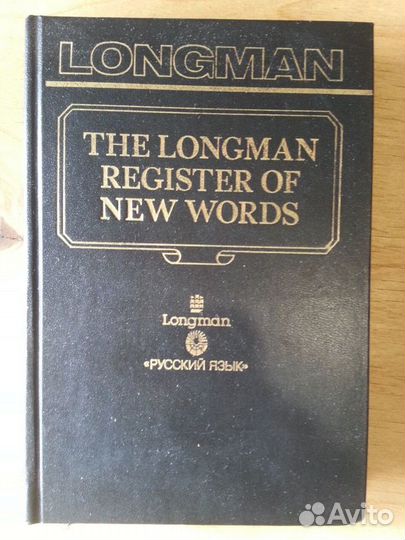 LONGMAN
THE LONGMAN
REGISTER OF
NEW WORDS
Longman
«РУССКИЙ ЯЗЫК»
Avito